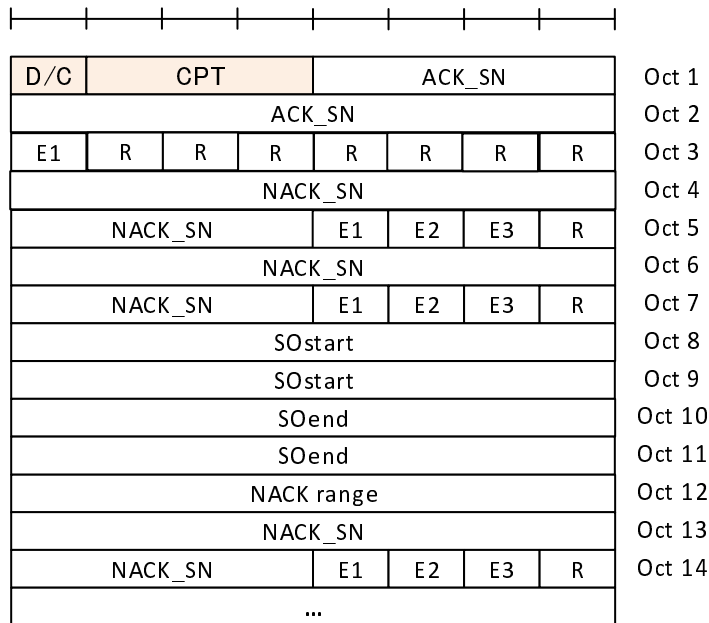 D/C CPT ACK_SN Oct 1
ACK_SN Oct 2
E1 R R R R R R R Oct 3
NACK_SN Oct 4
NACK_SN E1 E2 E3 R Oct 5
NACK_SN Oct 6
NACK_SN E1 E2 E3 R Oct 7
SOstart Oct 8
SOstart Oct 9
SOend Oct 10
SOend Oct 11
NACK range Oct 12
NACK_SN Oct 13
NACK_SN E1 E2 E3 R Oct 14
...